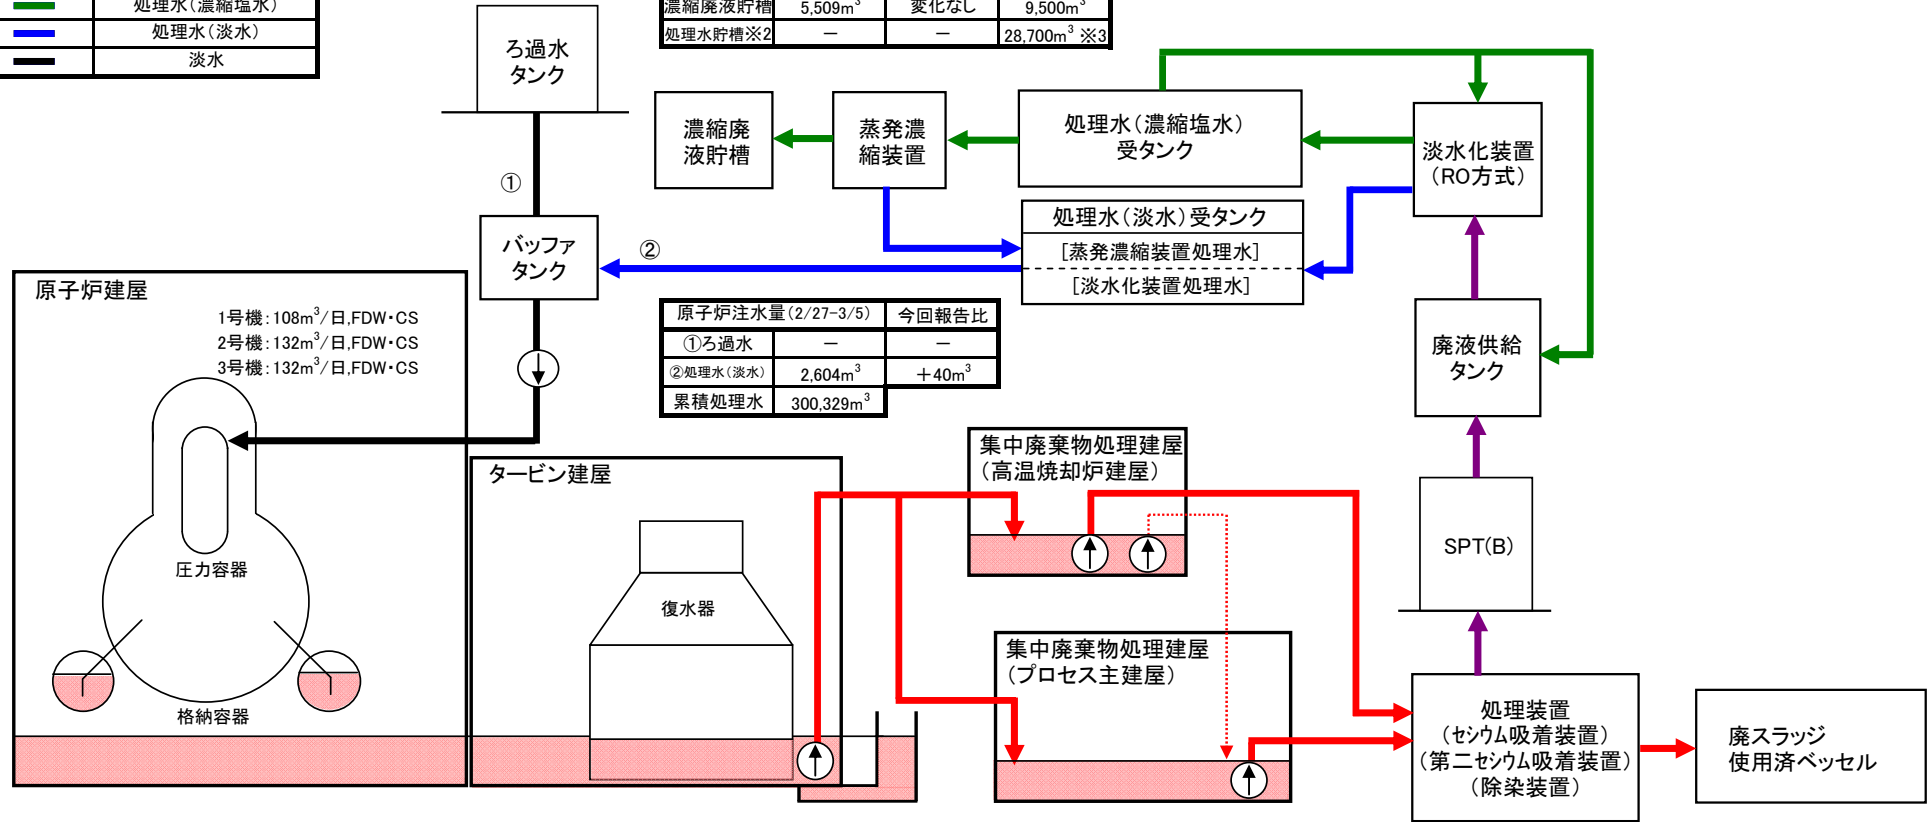 処理水(濃縮塩水)
処理水(淡水)
淡水
濃縮廃液貯槽 5,509m³ 変化なし 9,500m³
処理水貯槽※2 － － 28,700m³ ※3
ろ過水
タンク
濃縮廃
液貯槽
蒸発濃
縮装置
処理水(濃縮塩水)
受タンク
淡水化装置
(RO方式)
①
処理水(淡水)受タンク
[蒸発濃縮装置処理水]
[淡水化装置処理水]
バッファ
タンク
②
原子炉建屋
1号機:108m³/日,FDW・CS
2号機:132m³/日,FDW・CS
3号機:132m³/日,FDW・CS
原子炉注水量(2/27-3/5) 今回報告比
①ろ過水 － －
②処理水(淡水) 2,604m³ ＋40m³
累積処理水 300,329m³
廃液供給
タンク
集中廃棄物処理建屋
(高温焼却炉建屋)
タービン建屋
SPT(B)
圧力容器
復水器
集中廃棄物処理建屋
(プロセス主建屋)
格納容器
処理装置
(セシウム吸着装置)
(第二セシウム吸着装置)
(除染装置)
廃スラッジ
使用済ベッセル